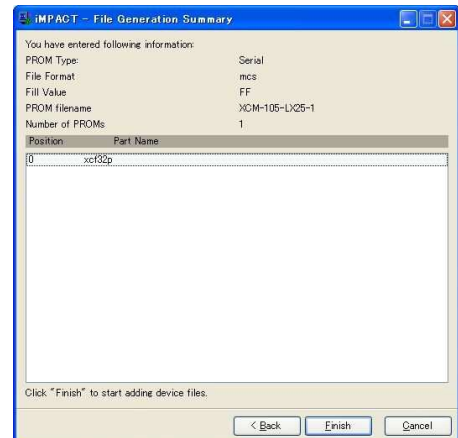 iMPACT - File Generation Summary
You have entered following information:
PROM Type: Serial
File Format mcs
Fill Value FF
PROM filename XCM-105-LX25-1
Number of PROMs 1
Position Part Name
0 xcf32p
Click "Finish" to start adding device files.
< Back Finish Cancel